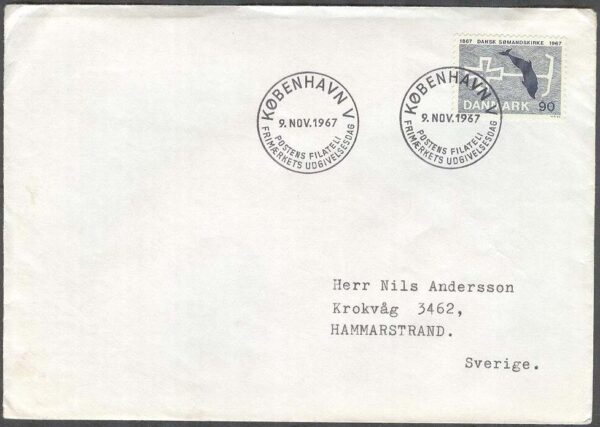 1867 DANSK SØMANDSKIRKE 1967
DANMARK 90
KØBENHAVN V
9. NOV. 1967
POSTENS FILATELI
FRIMÆRKETS UDGIVELSESDAG
KØBENHAVN V
9. NOV. 1967
POSTENS FILATELI
FRIMÆRKETS UDGIVELSESDAG
Herr Nils Andersson
Krokvåg 3462,
HAMMARSTRAND.
Sverige.